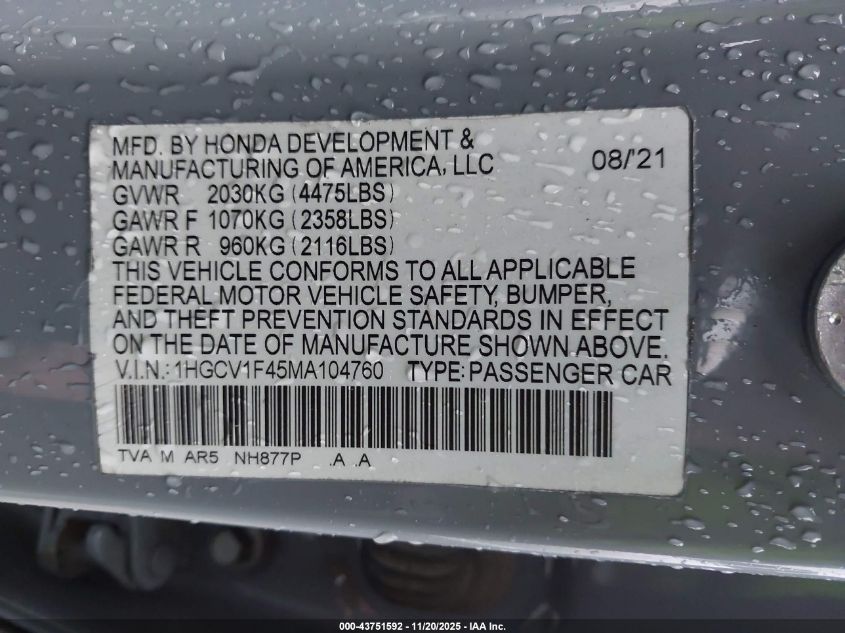 MFD. BY HONDA DEVELOPMENT &
MANUFACTURING OF AMERICA, LLC 08/'21
GVWR 2030KG (4475LBS)
GAWR F 1070KG (2358LBS)
GAWR R 960KG (2116LBS)
THIS VEHICLE CONFORMS TO ALL APPLICABLE
FEDERAL MOTOR VEHICLE SAFETY, BUMPER,
AND THEFT PREVENTION STANDARDS IN EFFECT
ON THE DATE OF MANUFACTURE SHOWN ABOVE.
V.I.N.: 1HGCV1F45MA104760 TYPE: PASSENGER CAR
TVA M AR5 NH877P .A .A
000-43751592 - 11/20/2025 - IAA Inc.